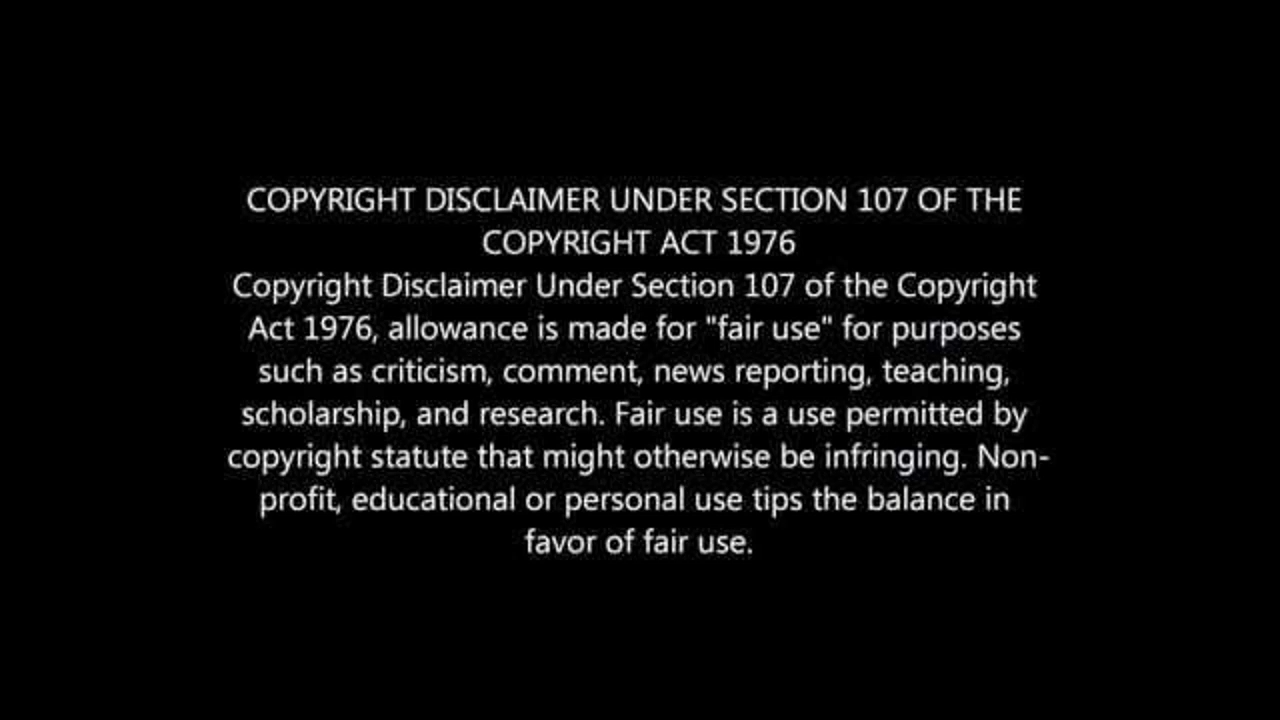 COPYRIGHT DISCLAIMER UNDER SECTION 107 OF THE
COPYRIGHT ACT 1976
Copyright Disclaimer Under Section 107 of the Copyright
Act 1976, allowance is made for "fair use" for purposes
such as criticism, comment, news reporting, teaching,
scholarship, and research. Fair use is a use permitted by
copyright statute that might otherwise be infringing. Non-
profit, educational or personal use tips the balance in
favor of fair use.